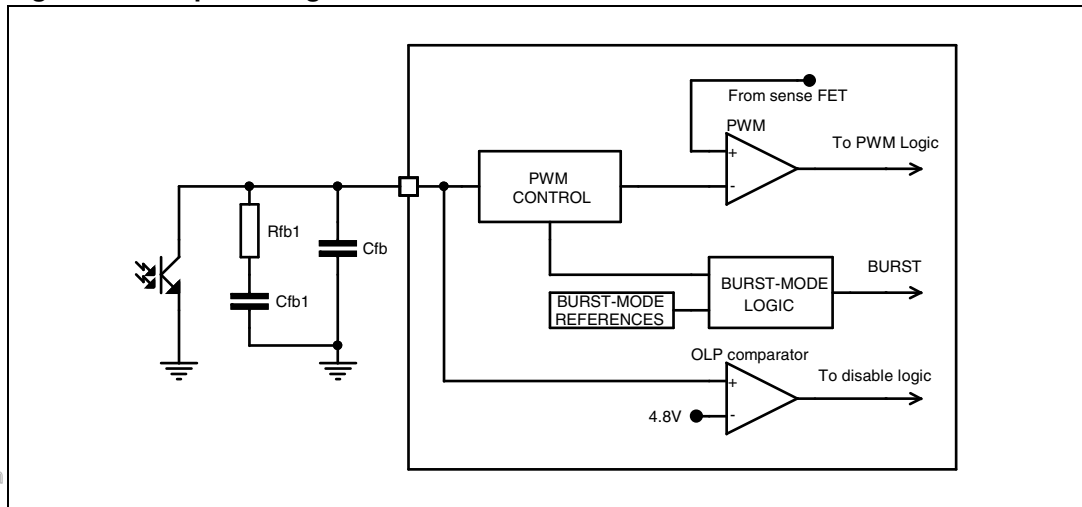 From sense FET
PWM
+
-
To PWM Logic
PWM
CONTROL
Rfb1
Cfb
Cfb1
BURST-MODE
REFERENCES
BURST-MODE
LOGIC
BURST
OLP comparator
+
-
4.8V
To disable logic